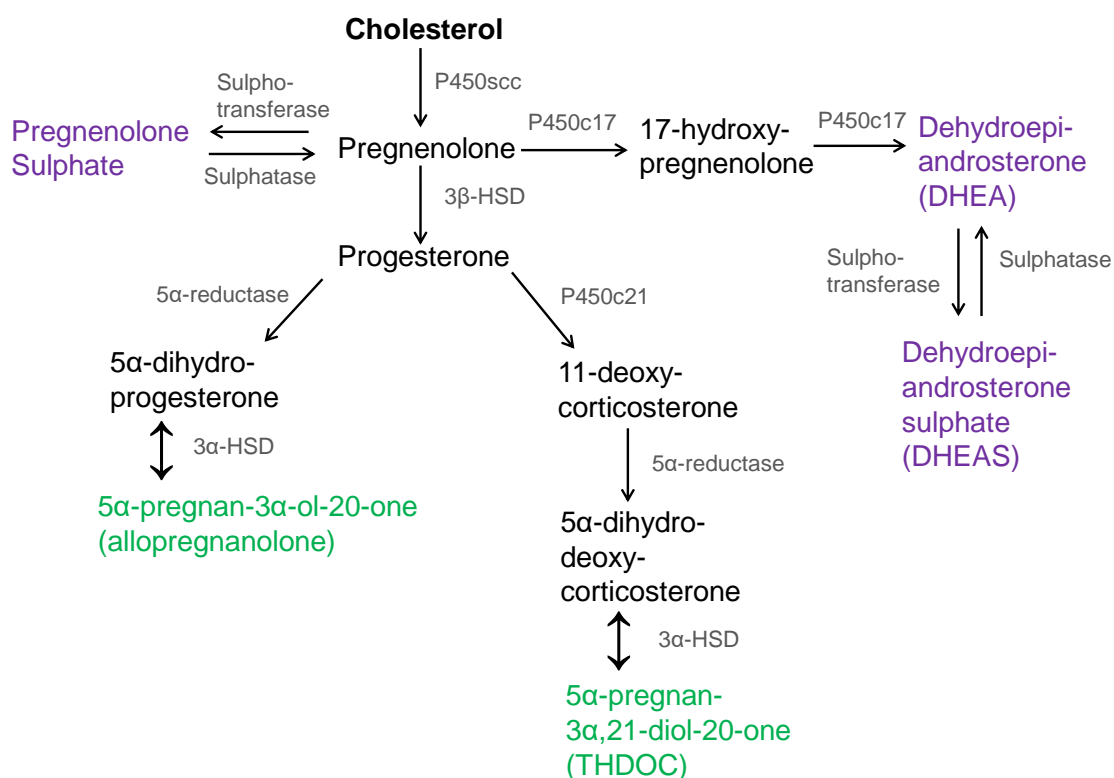 Cholesterol
P450scc
Sulpho-
transferase
Pregnenolone
Sulphate
Sulphatase
Pregnenolone
P450c17
17-hydroxy-
pregnenolone
P450c17
Dehydroepi-
androsterone
(DHEA)
3β-HSD
Progesterone
Sulpho-
transferase
Sulphatase
5α-reductase
P450c21
5α-dihydro-
progesterone
11-deoxy-
corticosterone
Dehydroepi-
androsterone
sulphate
(DHEAS)
3α-HSD
5α-reductase
5α-pregnan-3α-ol-20-one
(allopregnanolone)
5α-dihydro-
deoxy-
corticosterone
3α-HSD
5α-pregnan-
3α,21-diol-20-one
(THDOC)